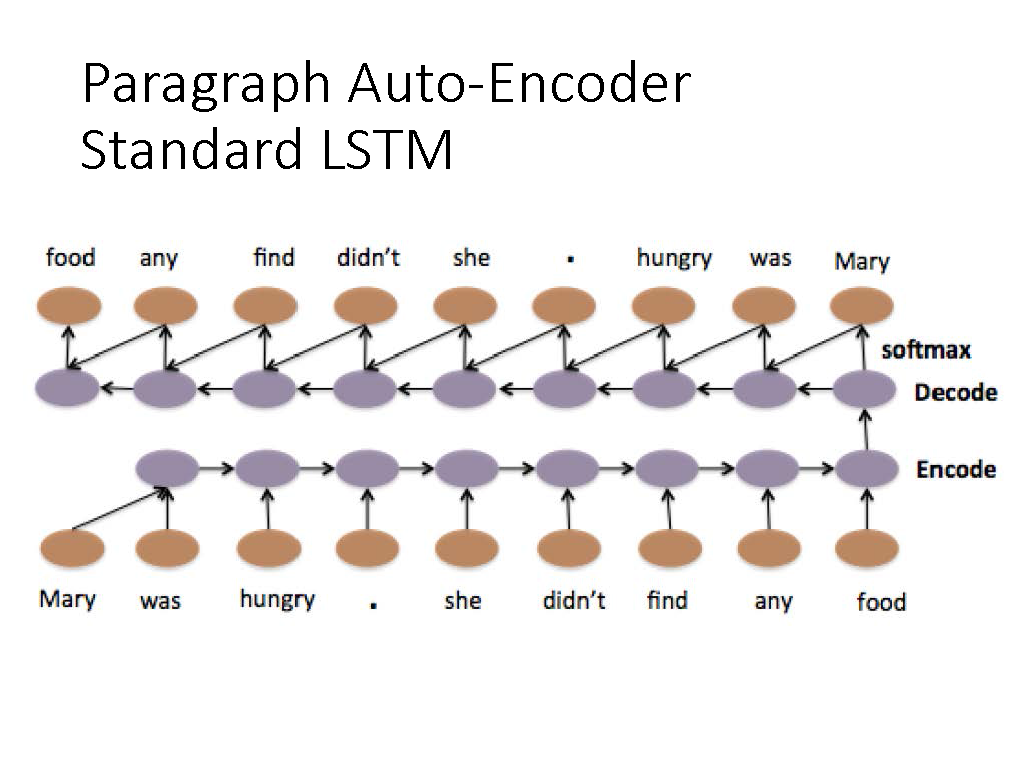 Paragraph Auto-Encoder
Standard LSTM
food any find didn't she . hungry was Mary
softmax
Decode
Encode
Mary was hungry . she didn't find any food